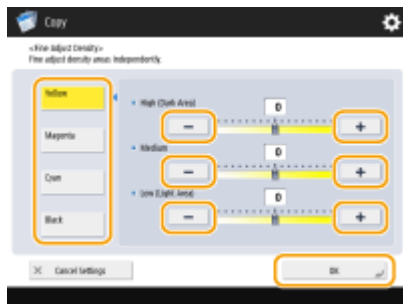 Copy
<Fine Adjust Density>
Fine adjust density areas independently.
Yellow
High (Dark Area)
0
− +
Magenta
Medium
0
− +
Cyan
Low (Light Area)
0
− +
Black
Cancel Settings
OK